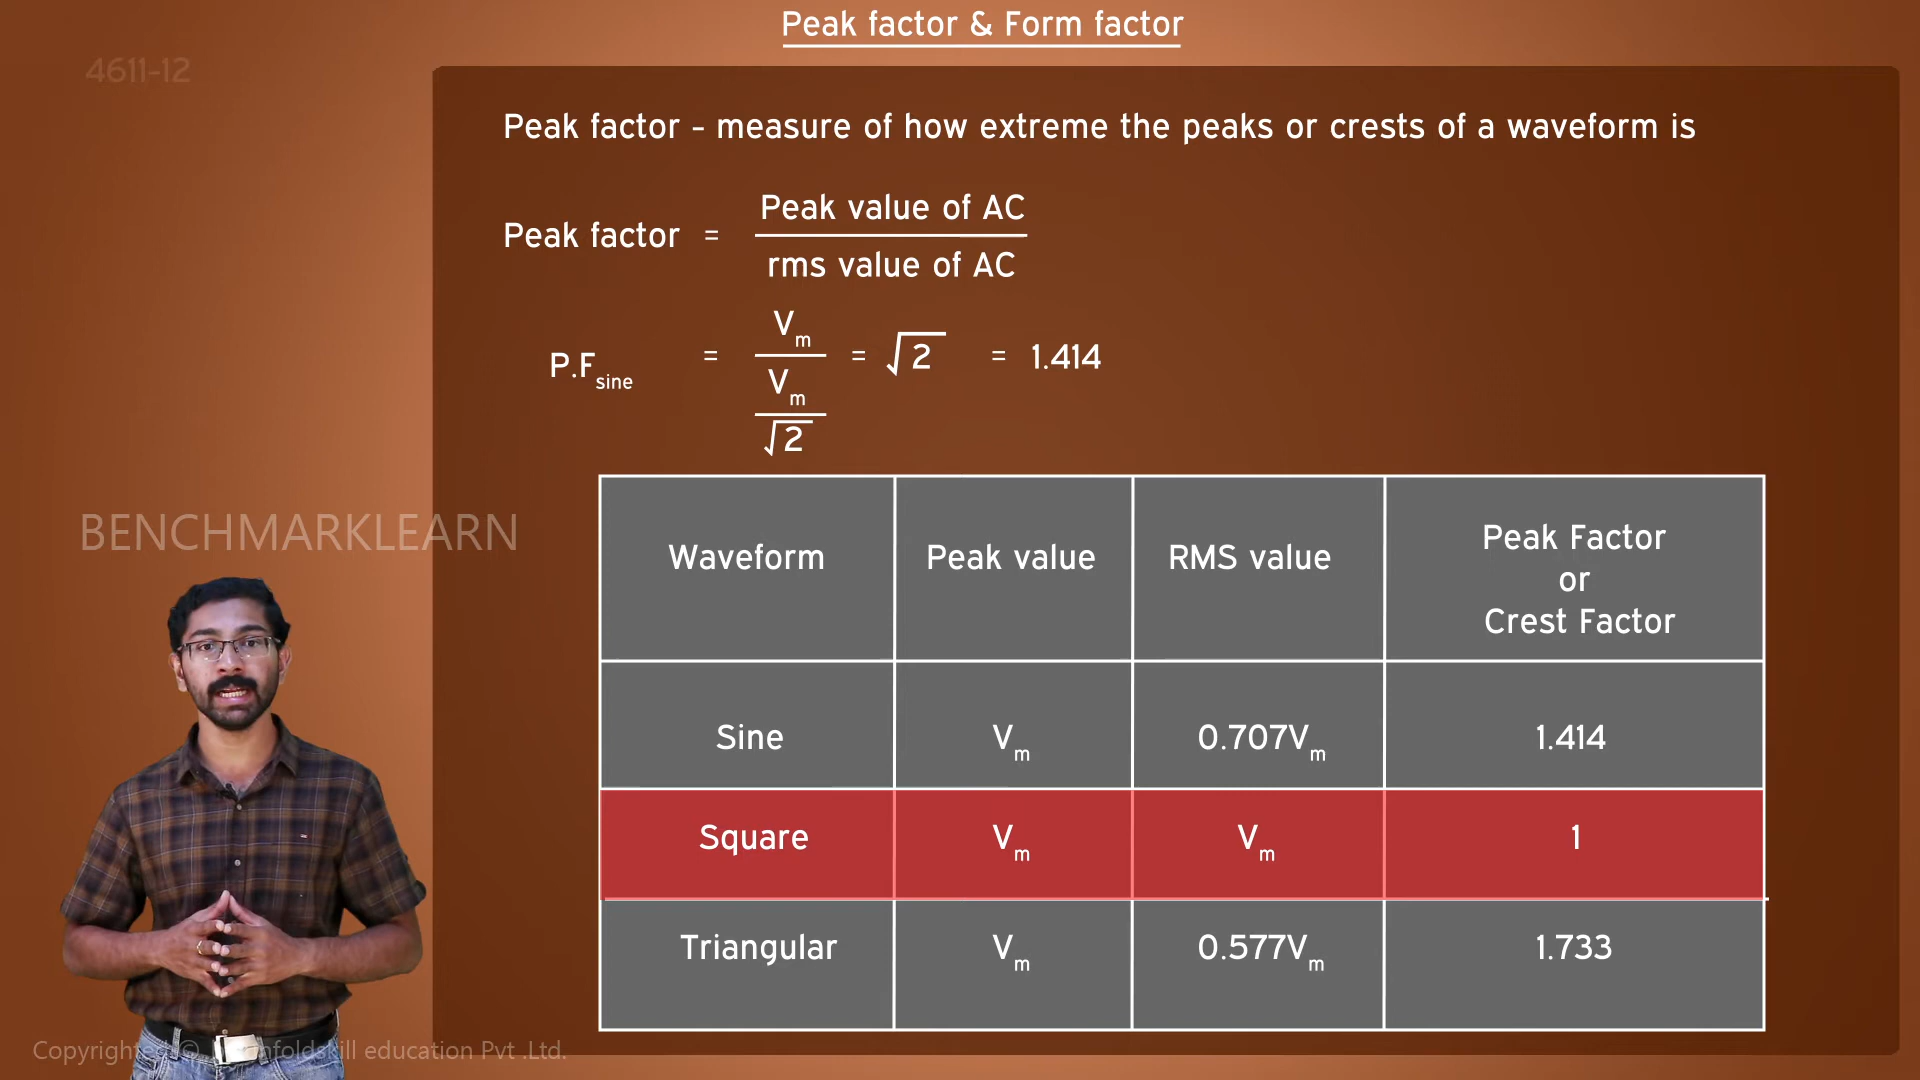 Peak factor & Form factor
4611-12
Peak factor - measure of how extreme the peaks or crests of a waveform is
Peak factor = Peak value of AC / rms value of AC
P.Fsine = Vm / Vm / √2 = √2 = 1.414
BENCHMARKLEARN
Waveform Peak value RMS value Peak Factor or Crest Factor
Sine Vm 0.707Vm 1.414
Square Vm Vm 1
Triangular Vm 0.577Vm 1.733
Copyrighted © education Pvt .Ltd.